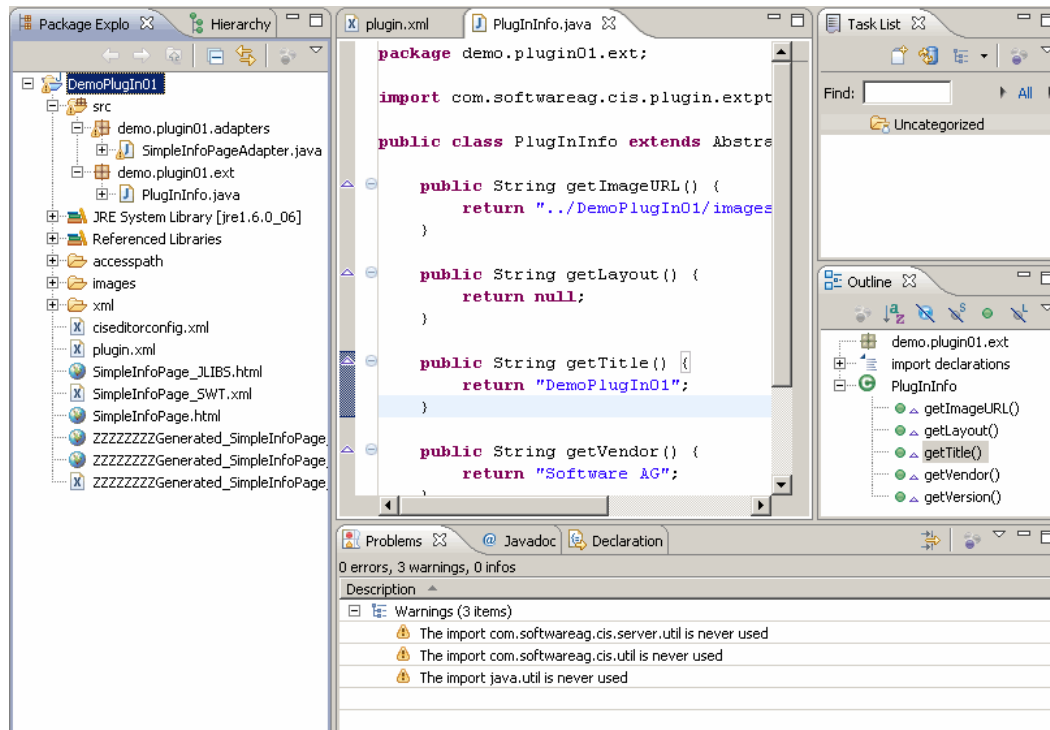 Package Explo
Hierarchy
DemoPlugIn01
src
demo.plugin01.adapters
SimpleInfoPageAdapter.java
demo.plugin01.ext
PlugInInfo.java
JRE System Library [jre1.6.0_06]
Referenced Libraries
accesspath
images
xml
ciseditorconfig.xml
plugin.xml
SimpleInfoPage_JLIBS.html
SimpleInfoPage_SWT.xml
SimpleInfoPage.html
ZZZZZZZZGenerated_SimpleInfoPage_
ZZZZZZZZGenerated_SimpleInfoPage_
ZZZZZZZZGenerated_SimpleInfoPage_
plugin.xml
PlugInInfo.java
package demo.plugin01.ext;
import com.softwareag.cis.plugin.extpt
public class PlugInInfo extends Abstra
public String getImageURL() {
return "../DemoPlugIn01/images
}
public String getLayout() {
return null;
}
public String getTitle() {
return "DemoPlugIn01";
}
public String getVendor() {
return "Software AG";
Task List
Find:
All
Uncategorized
Outline
demo.plugin01.ext
import declarations
PlugInInfo
getImageURL()
getLayout()
getTitle()
getVendor()
getVersion()
Problems
@ Javadoc
Declaration
0 errors, 3 warnings, 0 infos
Description
Warnings (3 items)
The import com.softwareag.cis.server.util is never used
The import com.softwareag.cis.util is never used
The import java.util is never used